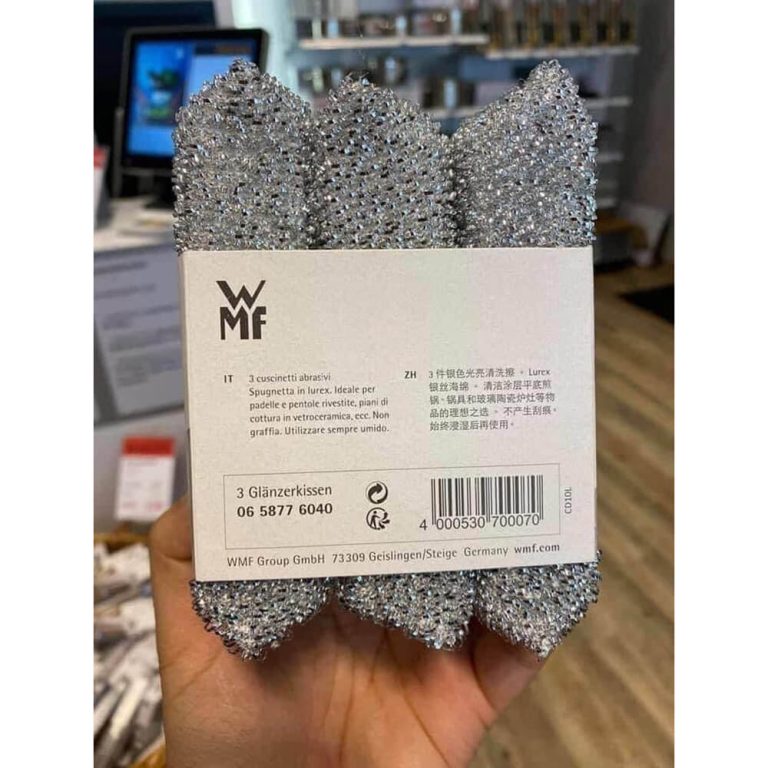 WMF
IT
3 cuscinetti abrasivi
Spugnetta in lurex. Ideale per
padelle e pentole rivestite, piani di
cottura in vetroceramica, ecc. Non
graffia. Utilizzare sempre umido.
ZH
3 件银色光亮清洗擦。Lurex
银丝海绵。清洁涂层平底煎
锅、锅具和玻璃陶瓷炉灶等物
品的理想之选。不产生刮痕。
始终浸湿后再使用。
3 Glänzerkissen
06 5877 6040
4 000530 700070
CD10L
WMF Group GmbH 73309 Geislingen/Steige Germany wmf.com